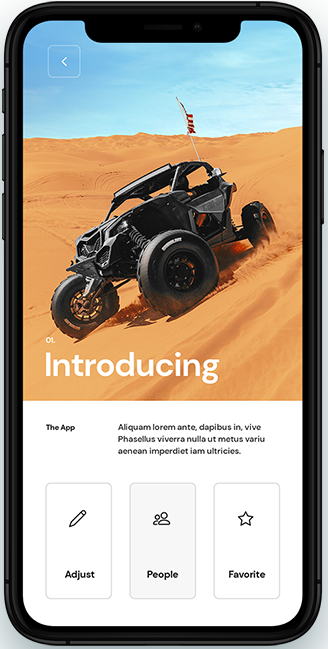 01.
Introducing
The App
Aliquam lorem ante, dapibus in, vive
Phasellus viverra nulla ut metus variu
aenean imperdiet iam ultricies.
Adjust
People
Favorite